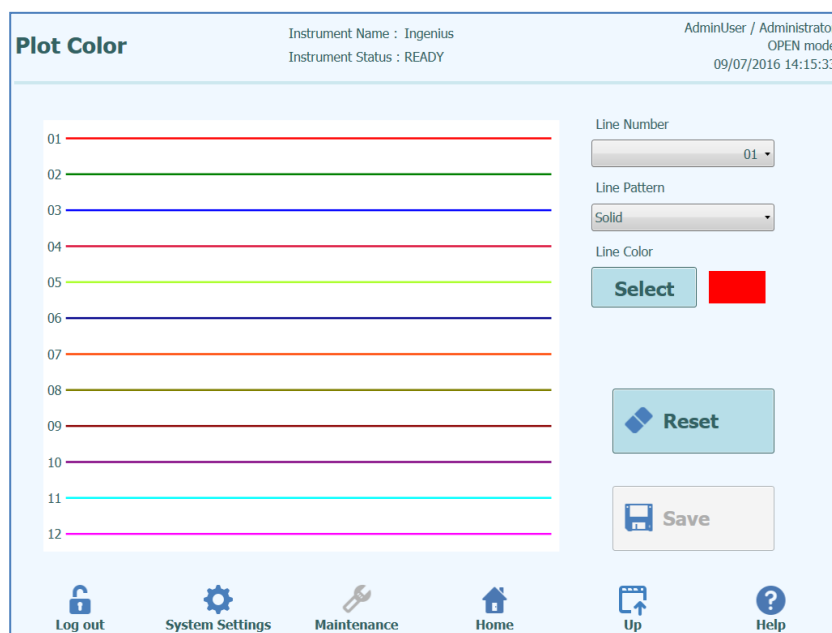 Plot Color
Instrument Name : Ingenius
Instrument Status : READY
AdminUser / Administrator
OPEN mode
09/07/2016 14:15:33
01
02
03
04
05
06
07
08
09
10
11
12
Line Number
01
Line Pattern
Solid
Line Color
Select
Reset
Save
Log out
System Settings
Maintenance
Home
Up
Help